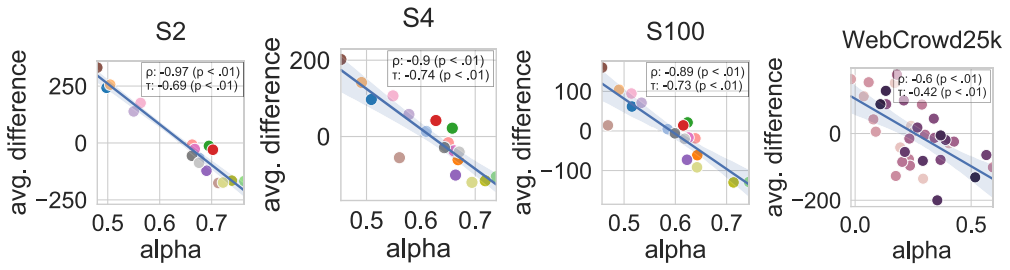 S2
avg. difference
250
0
−250
0.5
0.6
0.7
alpha
ρ: -0.97 (p < .01)
τ: -0.69 (p < .01)
S4
avg. difference
200
0
0.5
0.6
0.7
alpha
ρ: -0.9 (p < .01)
τ: -0.74 (p < .01)
S100
avg. difference
100
0
−100
0.5
0.6
0.7
alpha
ρ: -0.89 (p < .01)
τ: -0.73 (p < .01)
WebCrowd25k
avg. difference
0
−200
0.0
0.5
alpha
ρ: -0.6 (p < .01)
τ: -0.42 (p < .01)